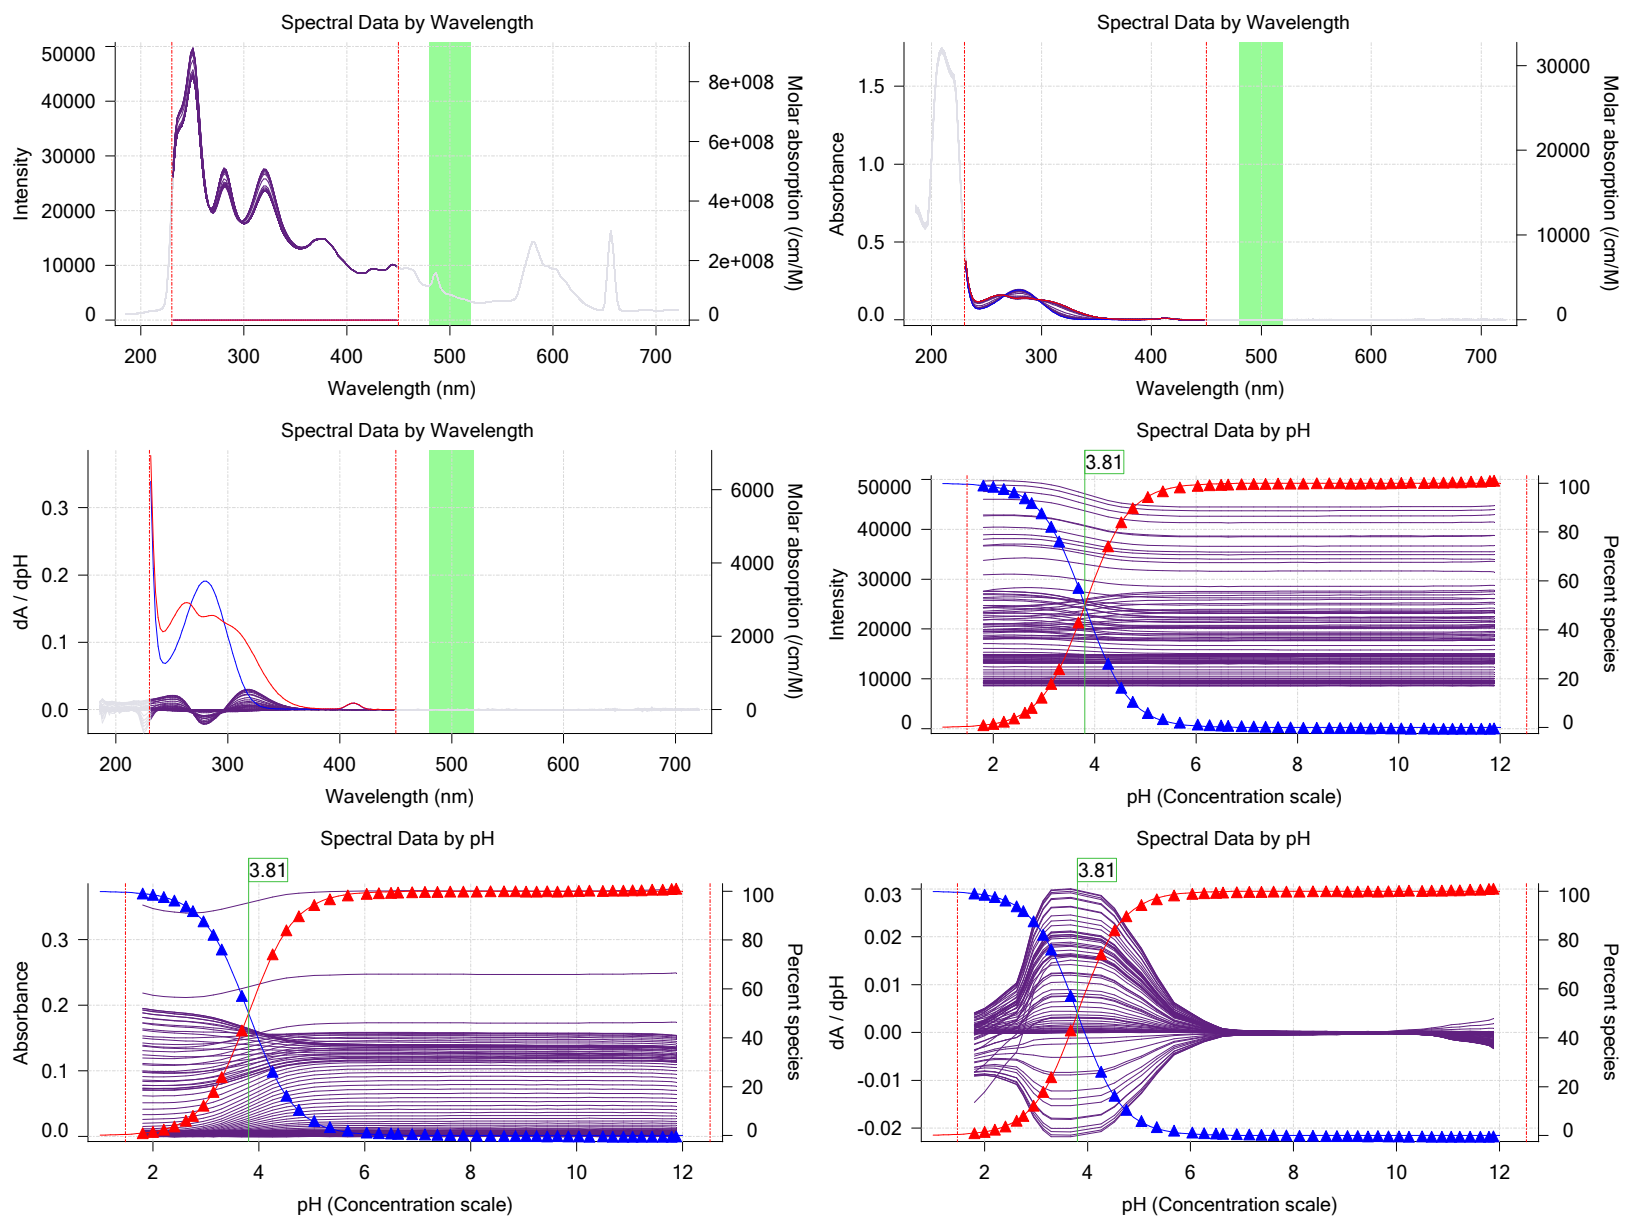 Spectral Data by Wavelength
50000
40000
30000
20000
10000
0
Intensity
8e+008
6e+008
4e+008
2e+008
0
Molar absorption (/cm/M)
200 300 400 500 600 700
Wavelength (nm)
Spectral Data by Wavelength
1.5
1.0
0.5
0.0
Absorbance
30000
20000
10000
0
Molar absorption (/cm/M)
200 300 400 500 600 700
Wavelength (nm)
Spectral Data by Wavelength
0.3
0.2
0.1
0.0
dA / dpH
6000
4000
2000
0
Molar absorption (/cm/M)
200 300 400 500 600 700
Wavelength (nm)
Spectral Data by pH
3.81
50000
40000
30000
20000
10000
0
Intensity
100
80
60
40
20
0
Percent species
2 4 6 8 10 12
pH (Concentration scale)
Spectral Data by pH
3.81
0.3
0.2
0.1
0.0
Absorbance
100
80
60
40
20
0
Percent species
2 4 6 8 10 12
pH (Concentration scale)
Spectral Data by pH
3.81
0.03
0.02
0.01
0.00
-0.01
-0.02
dA / dpH
100
80
60
40
20
0
Percent species
2 4 6 8 10 12
pH (Concentration scale)